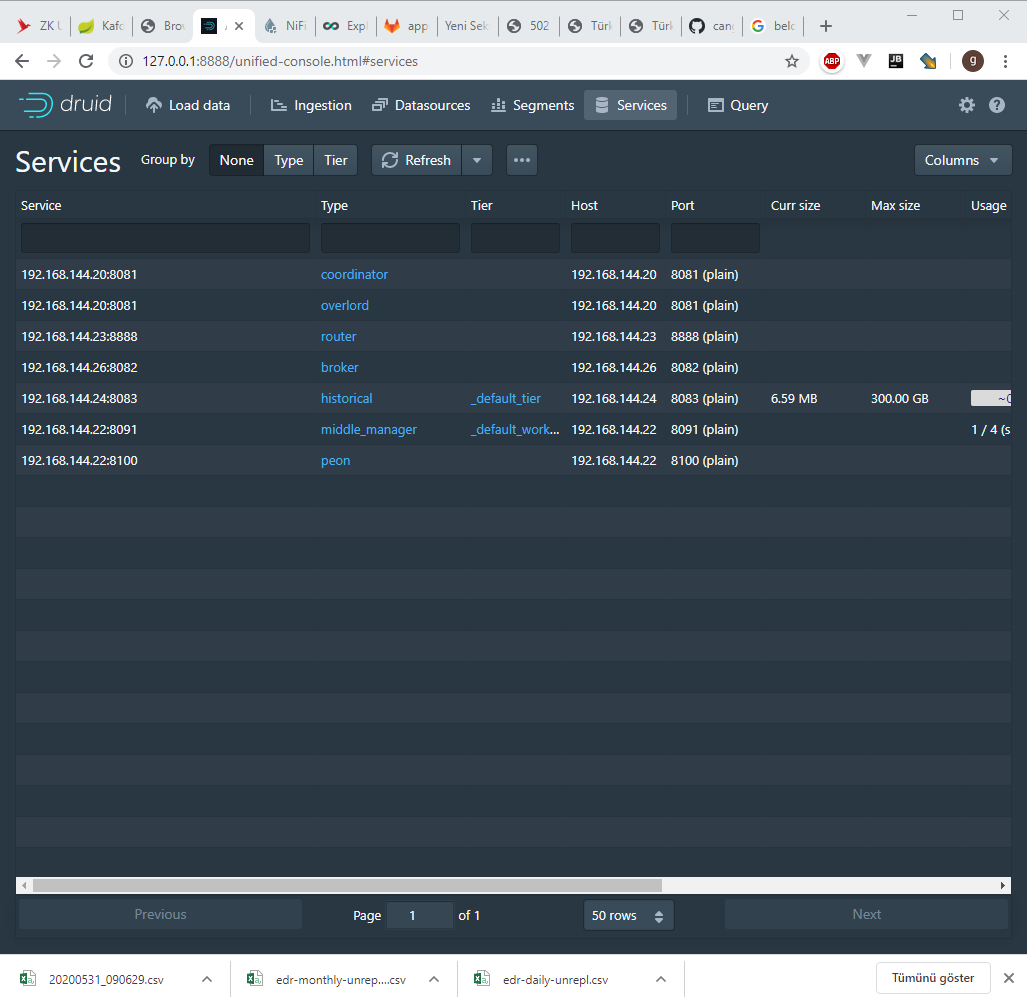 ZK U
Kafc
Brov
NiFi
Expl
app
Yeni Sek
502
Türk
Türk
cang
belc
127.0.0.1:8888/unified-console.html#services
ABP
JB
g
druid Load data Ingestion Datasources Segments Services Query
Services Group by None Type Tier Refresh Columns
Service Type Tier Host Port Curr size Max size Usage
192.168.144.20:8081 coordinator 192.168.144.20 8081 (plain)
192.168.144.20:8081 overlord 192.168.144.20 8081 (plain)
192.168.144.23:8888 router 192.168.144.23 8888 (plain)
192.168.144.26:8082 broker 192.168.144.26 8082 (plain)
192.168.144.24:8083 historical _default_tier 192.168.144.24 8083 (plain) 6.59 MB 300.00 GB
192.168.144.22:8091 middle_manager _default_work... 192.168.144.22 8091 (plain) 1 / 4 (s
192.168.144.22:8100 peon 192.168.144.22 8100 (plain)
Previous Page 1 of 1 50 rows Next
20200531_090629.csv edr-monthly-unrep....csv edr-daily-unrepl.csv Tümünü göster